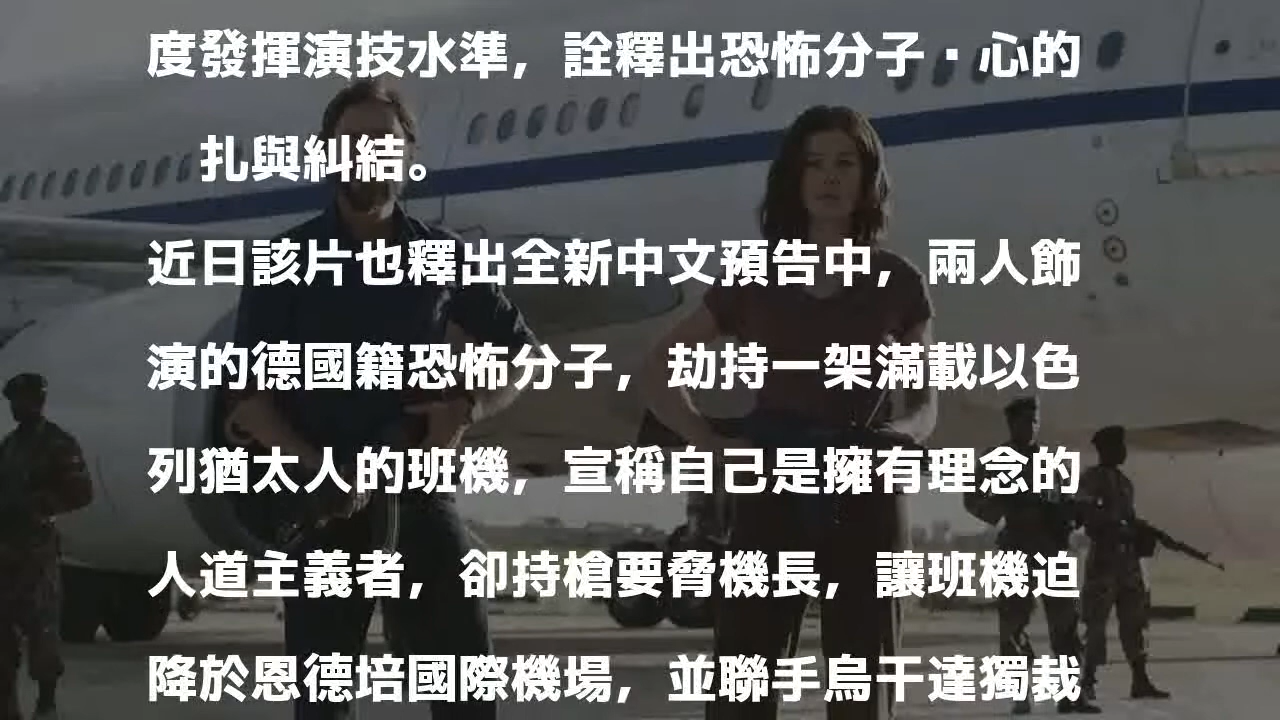 度發揮演技水準，詮釋出恐怖分子·心的
扎與糾結。
近日該片也釋出全新中文預告中，兩人飾
演的德國籍恐怖分子，劫持一架滿載以色
列猶太人的班機，宣稱自己是擁有理念的
人道主義者，卻持槍要脅機長，讓班機迫
降於恩德培國際機場，並聯手烏干達獨裁